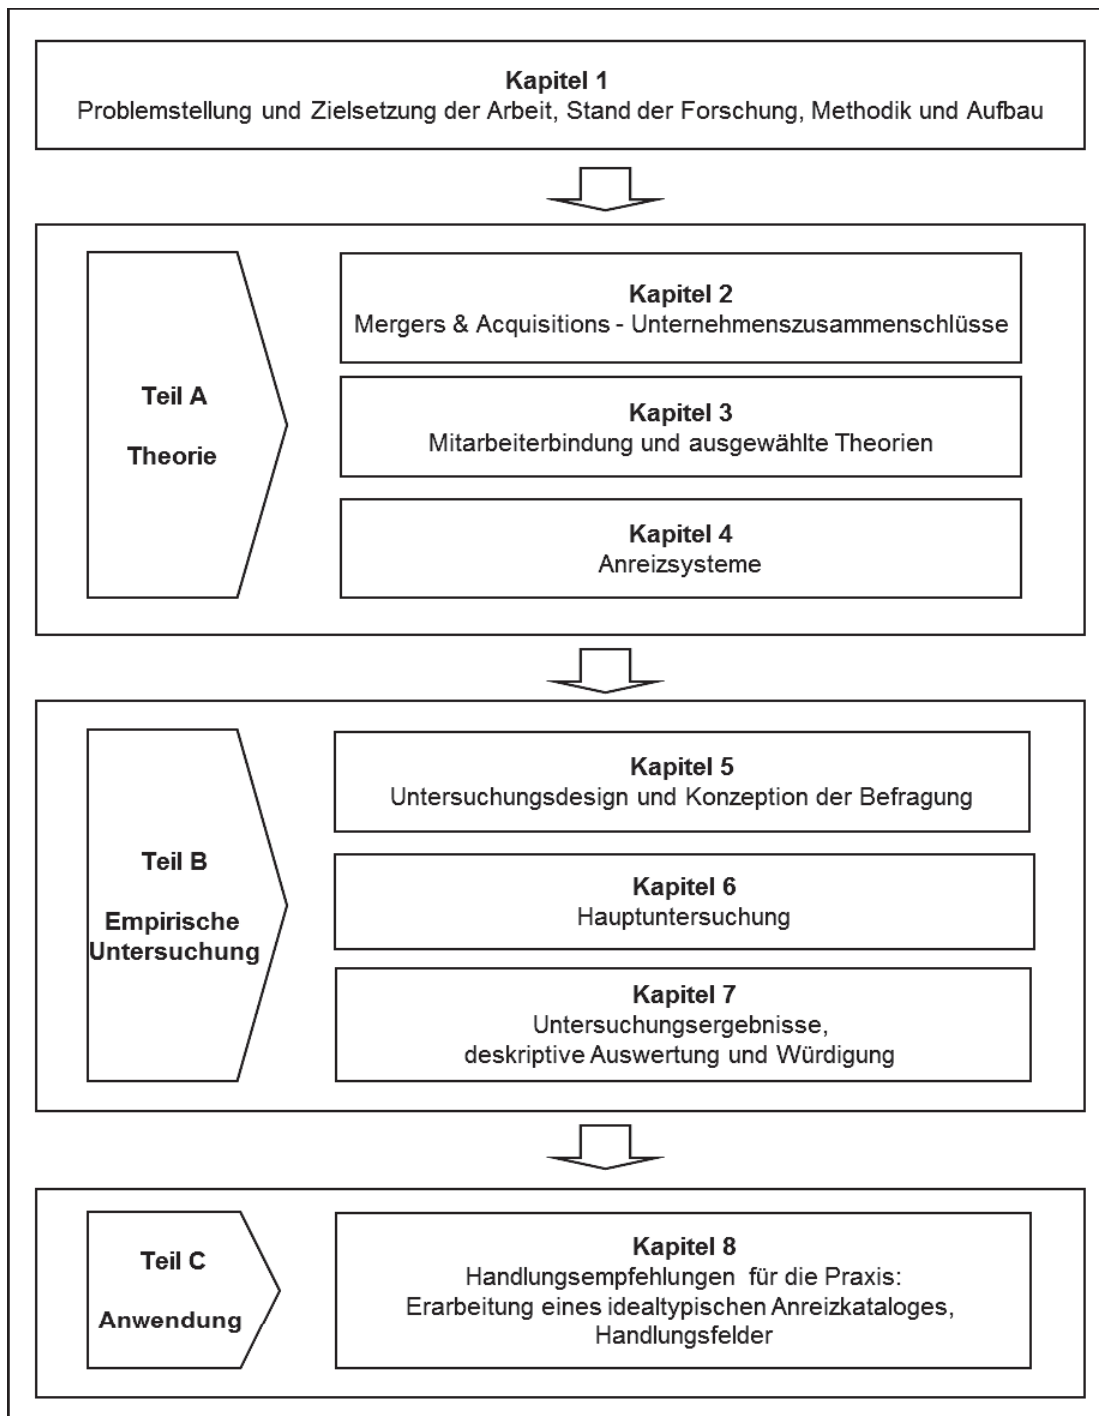 Kapitel 1
Problemstellung und Zielsetzung der Arbeit, Stand der Forschung, Methodik und Aufbau
Teil A
Theorie
Kapitel 2
Mergers & Acquisitions - Unternehmenszusammenschlüsse
Kapitel 3
Mitarbeiterbindung und ausgewählte Theorien
Kapitel 4
Anreizsysteme
Teil B
Empirische
Untersuchung
Kapitel 5
Untersuchungsdesign und Konzeption der Befragung
Kapitel 6
Hauptuntersuchung
Kapitel 7
Untersuchungsergebnisse,
deskriptive Auswertung und Würdigung
Teil C
Anwendung
Kapitel 8
Handlungsempfehlungen für die Praxis:
Erarbeitung eines idealtypischen Anreizkataloges,
Handlungsfelder